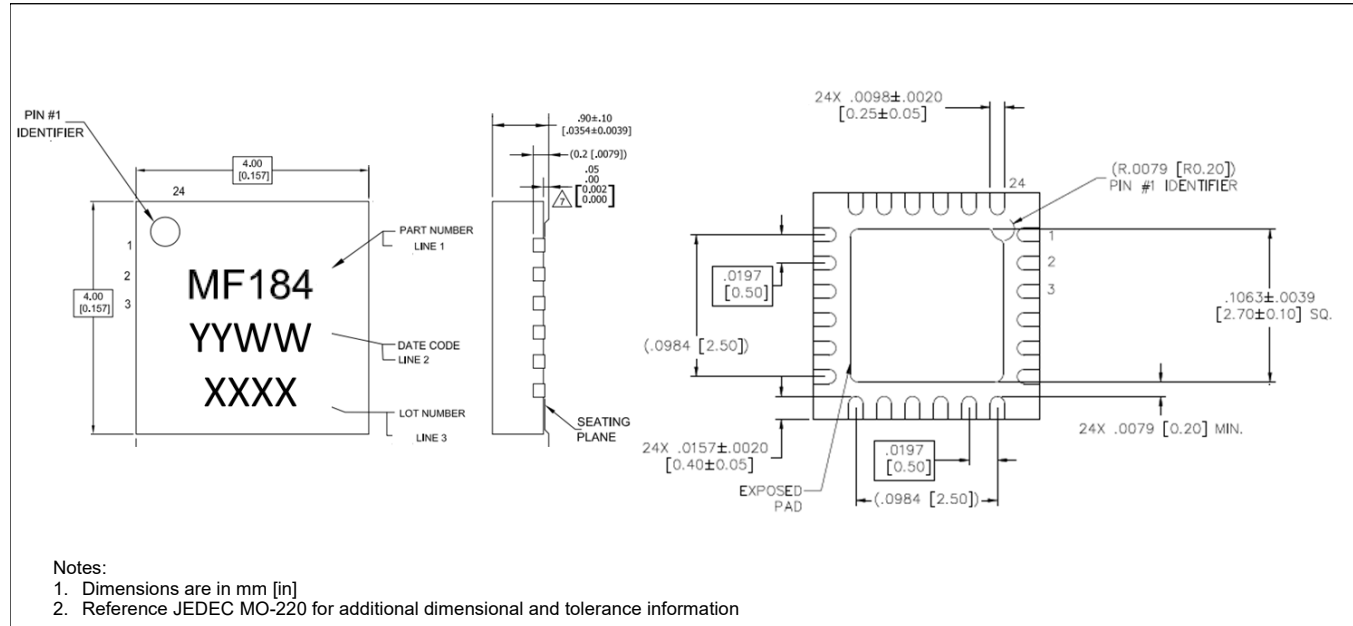 PIN #1
IDENTIFIER
4.00
[0.157]
24
4.00
[0.157]
1
2
3
MF184
YYWW
XXXX
PART NUMBER
LINE 1
DATE CODE
LINE 2
LOT NUMBER
LINE 3
.90±.10
[.0354±0.0039]
(0.2 [.0079])
.05
.00
[0.002
0.000]
7
SEATING
PLANE
24X .0098±.0020
[0.25±0.05]
(R.0079 [R0.20])
PIN #1 IDENTIFIER
24
1
2
3
.0197
[0.50]
(.0984 [2.50])
.1063±.0039
[2.70±0.10] SQ.
24X .0157±.0020
[0.40±0.05]
EXPOSED
PAD
.0197
[0.50]
(.0984 [2.50])
24X .0079 [0.20] MIN.
Notes:
1. Dimensions are in mm [in]
2. Reference JEDEC MO-220 for additional dimensional and tolerance information